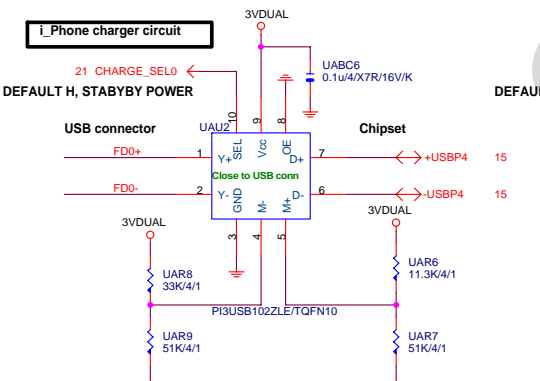 3VDUAL
i_Phone charger circuit
UABC6
0.1u/4/X7R/16V/K
21 CHARGE_SEL0
DEFAULT H, STABYBY POWER
DEFAU
10 9 8
USB connector
UAU2
Chipset
SEL Vcc OE
FD0+ 1 Y+ D+ 7 +USBP4 15
Close to USB conn
FD0- 2 Y- D- 6 -USBP4 15
GND M- M+
3VDUAL
3 4 5
3VDUAL
UAR8
33K/4/1
UAR6
11.3K/4/1
PI3USB102ZLE/TQFN10
UAR9
51K/4/1
UAR7
51K/4/1